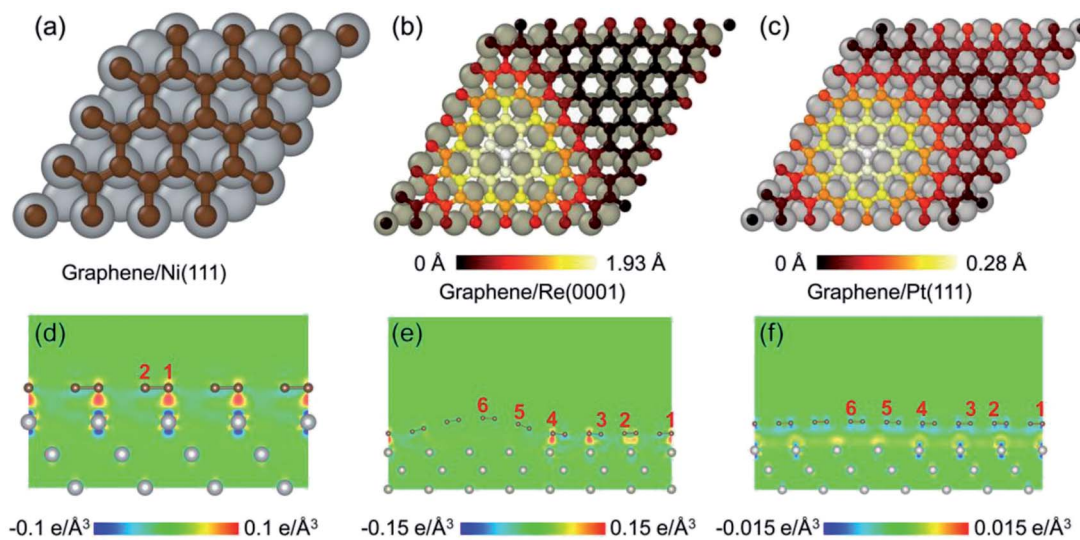 (a) (b) (c)
0 Å 1.93 Å 0 Å 0.28 Å
Graphene/Ni(111) Graphene/Re(0001) Graphene/Pt(111)
(d) (e) (f)
2 1
6 5 4 3 2 1
6 5 4 3 2 1
-0.1 e/Å³ 0.1 e/Å³ -0.15 e/Å³ 0.15 e/Å³ -0.015 e/Å³ 0.015 e/Å³